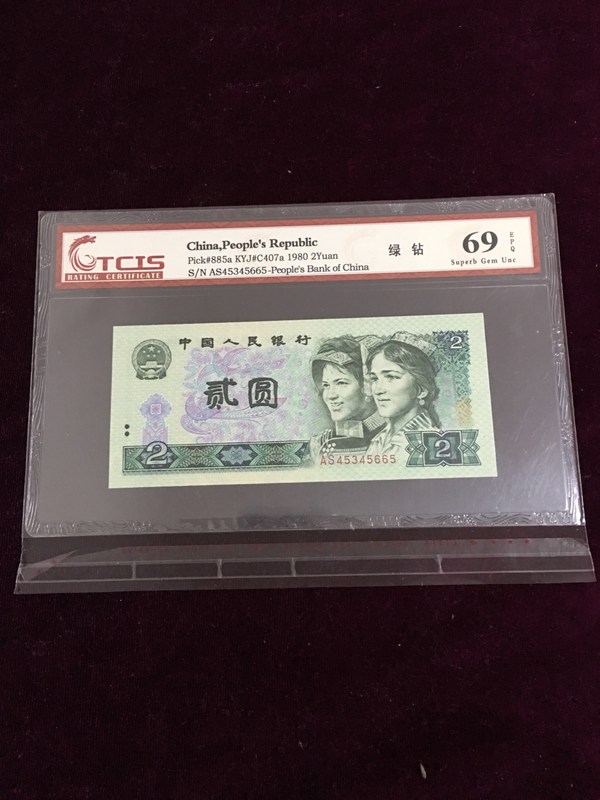 TCIS
RATING CERTIFICATE
China,People's Republic
Pick#885a KYJ#C407a 1980 2Yuan
S/N AS45345665-People's Bank of China
绿 钻
69
EPQ
Superb Gem Unc
中国人民银行
贰圆
2
2
2
AS45345665